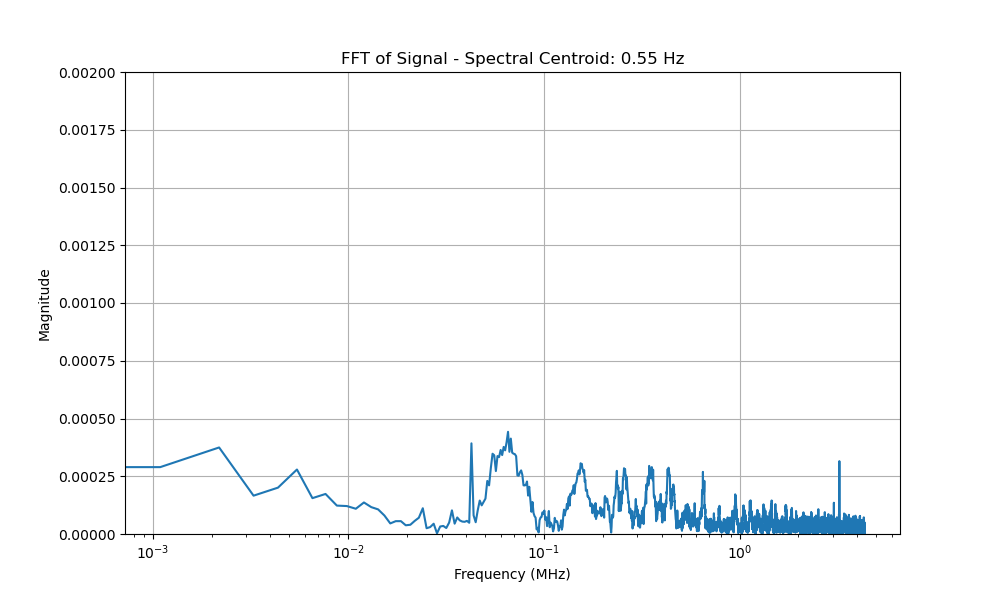 FFT of Signal - Spectral Centroid: 0.55 Hz
0.00200
0.00175
0.00150
0.00125
0.00100
0.00075
0.00050
0.00025
0.00000
Magnitude
10⁻³ 10⁻² 10⁻¹ 10⁰
Frequency (MHz)